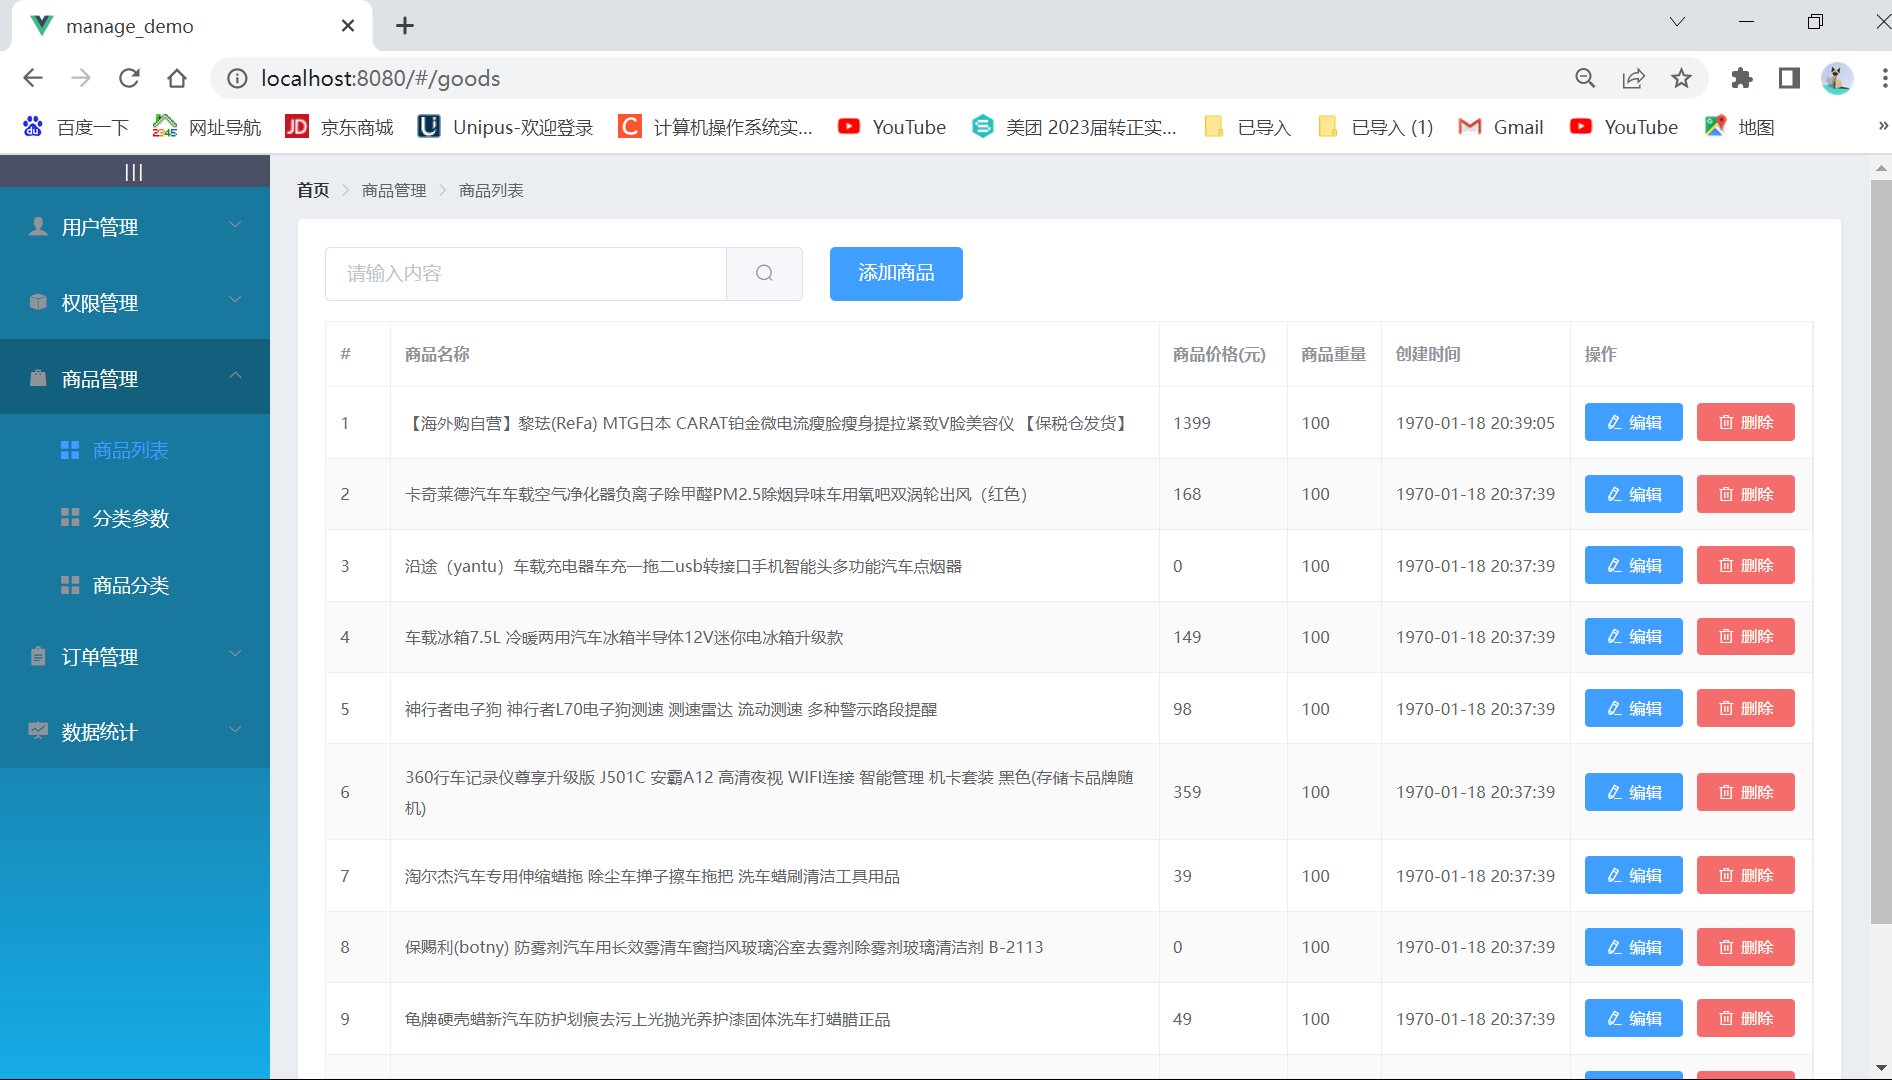 manage_demo
localhost:8080/#/goods
百度一下 网址导航 京东商城 Unipus-欢迎登录 计算机操作系统实... YouTube 美团 2023届转正实... 已导入 已导入 (1) Gmail YouTube 地图 »
|||
用户管理
权限管理
商品管理
商品列表
分类参数
商品分类
订单管理
数据统计
首页 商品管理 商品列表
请输入内容 添加商品
# 商品名称 商品价格(元) 商品重量 创建时间 操作
1 【海外购自营】黎珐(ReFa) MTG日本 CARAT铂金微电流瘦脸瘦身提拉紧致V脸美容仪 【保税仓发货】 1399 100 1970-01-18 20:39:05 编辑 删除
2 卡奇莱德汽车车载空气净化器负离子除甲醛PM2.5除烟异味车用氧吧双涡轮出风（红色） 168 100 1970-01-18 20:37:39 编辑 删除
3 沿途（yantu）车载充电器车充一拖二usb转接口手机智能头多功能汽车点烟器 0 100 1970-01-18 20:37:39 编辑 删除
4 车载冰箱7.5L 冷暖两用汽车冰箱半导体12V迷你电冰箱升级款 149 100 1970-01-18 20:37:39 编辑 删除
5 神行者电子狗 神行者L70电子狗测速 测速雷达 流动测速 多种警示路段提醒 98 100 1970-01-18 20:37:39 编辑 删除
6 360行车记录仪尊享升级版 J501C 安霸A12 高清夜视 WIFI连接 智能管理 机卡套装 黑色(存储卡品牌随
机) 359 100 1970-01-18 20:37:39 编辑 删除
7 淘尔杰汽车专用伸缩蜡拖 除尘车掸子擦车拖把 洗车蜡刷清洁工具用品 39 100 1970-01-18 20:37:39 编辑 删除
8 保赐利(botny) 防雾剂汽车用长效雾清车窗挡风玻璃浴室去雾剂除雾剂玻璃清洁剂 B-2113 0 100 1970-01-18 20:37:39 编辑 删除
9 龟牌硬壳蜡新汽车防护划痕去污上光抛光养护漆固体洗车打蜡腊正品 49 100 1970-01-18 20:37:39 编辑 删除